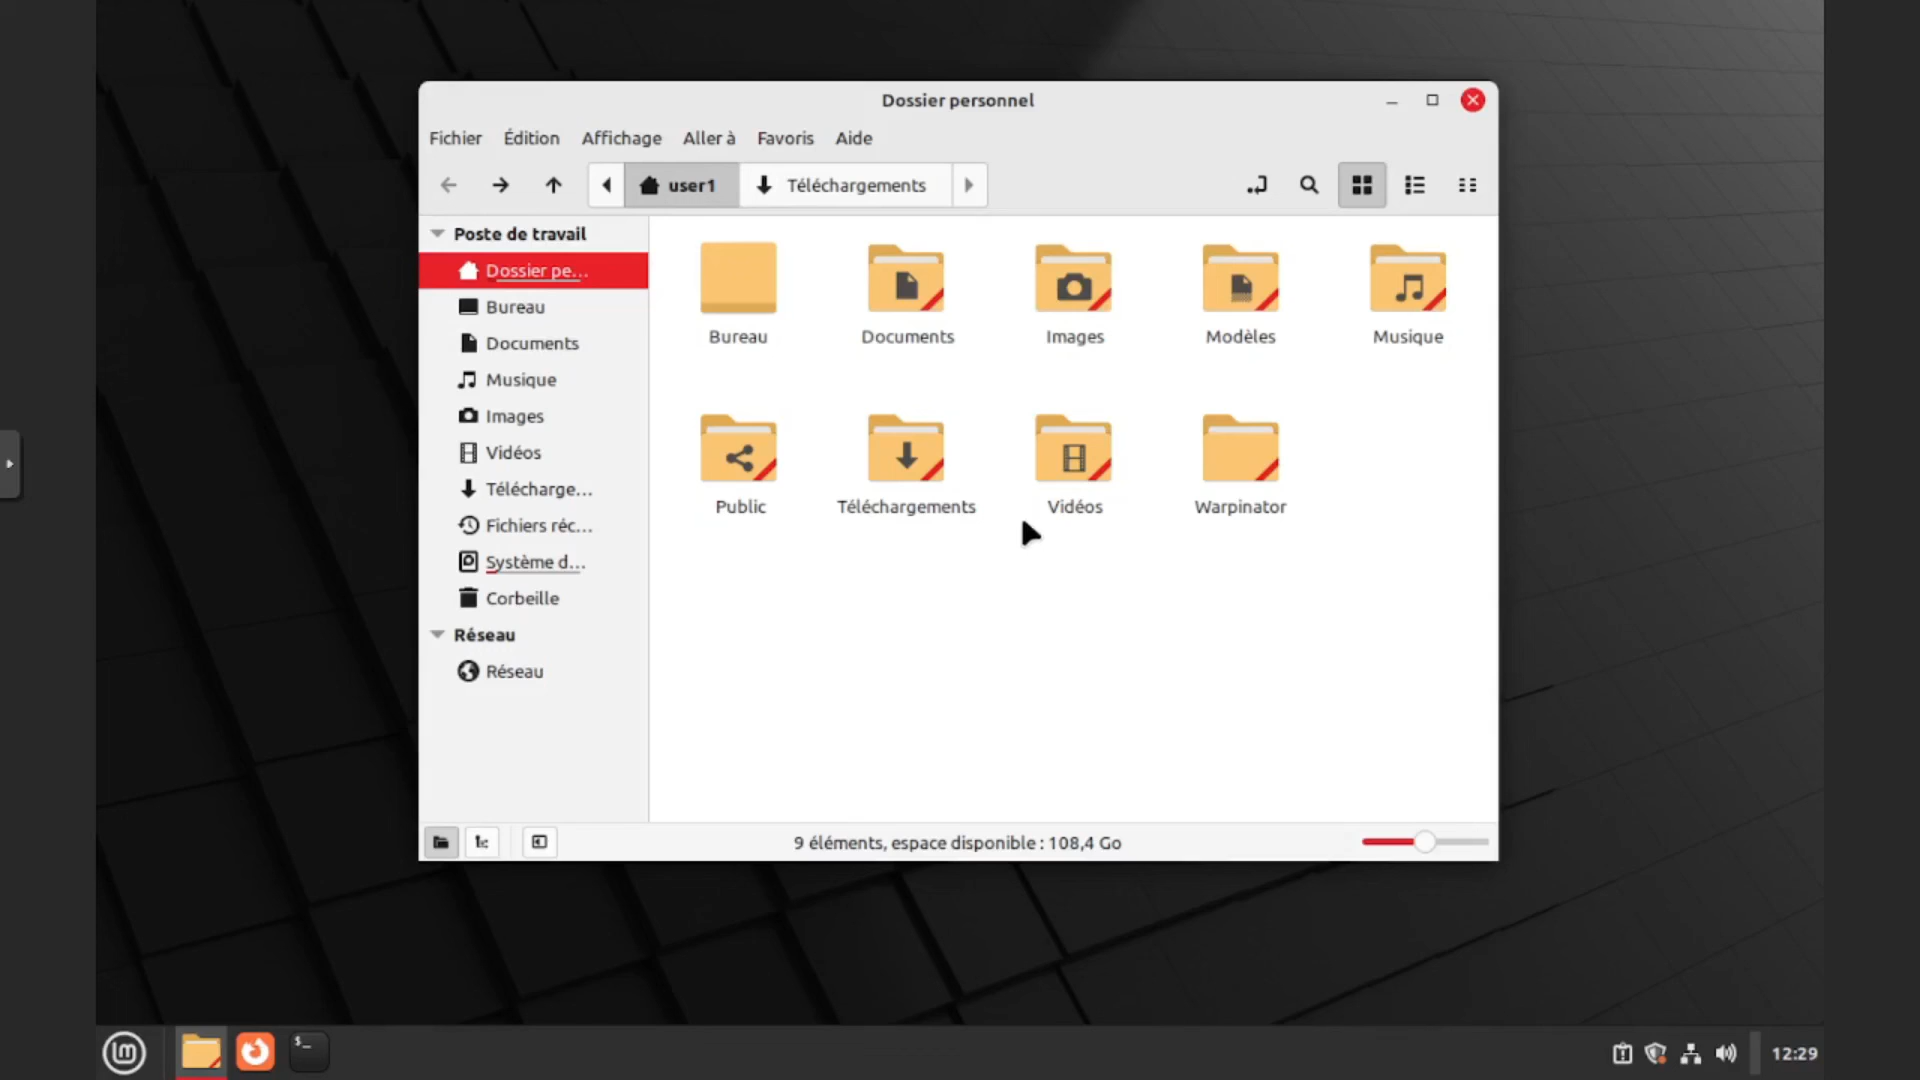 Dossier personnel
Fichier Édition Affichage Aller à Favoris Aide
user1 Téléchargements
Poste de travail
Dossier pe...
Bureau
Documents
Musique
Images
Vidéos
Télécharge...
Fichiers réc...
Système d...
Corbeille
Réseau
Réseau
Bureau Documents Images Modèles Musique
Public Téléchargements Vidéos Warpinator
9 éléments, espace disponible : 108,4 Go
$_
12:29